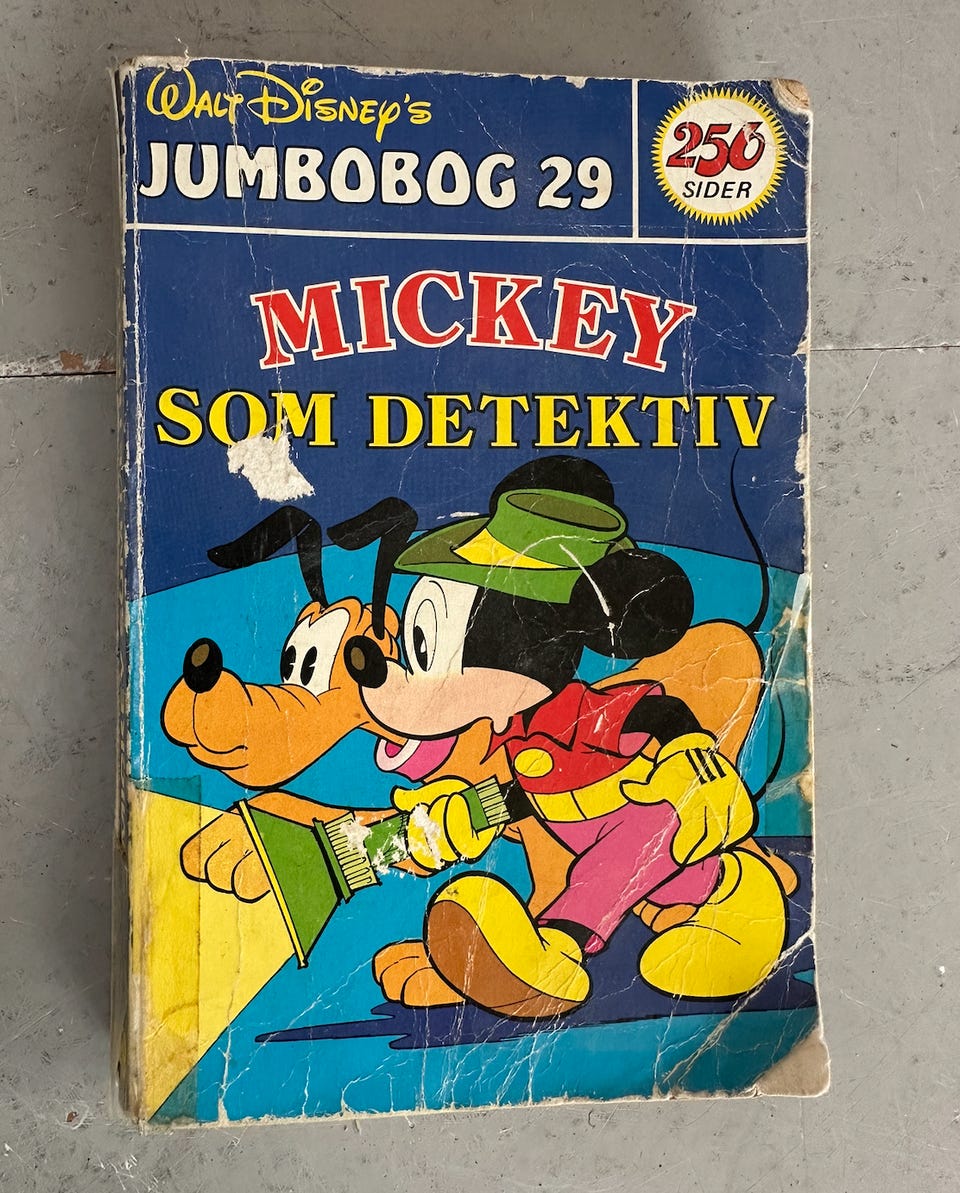 Walt Disney's
JUMBOBOG 29
256
SIDER
MICKEY
SOM DETEKTIV